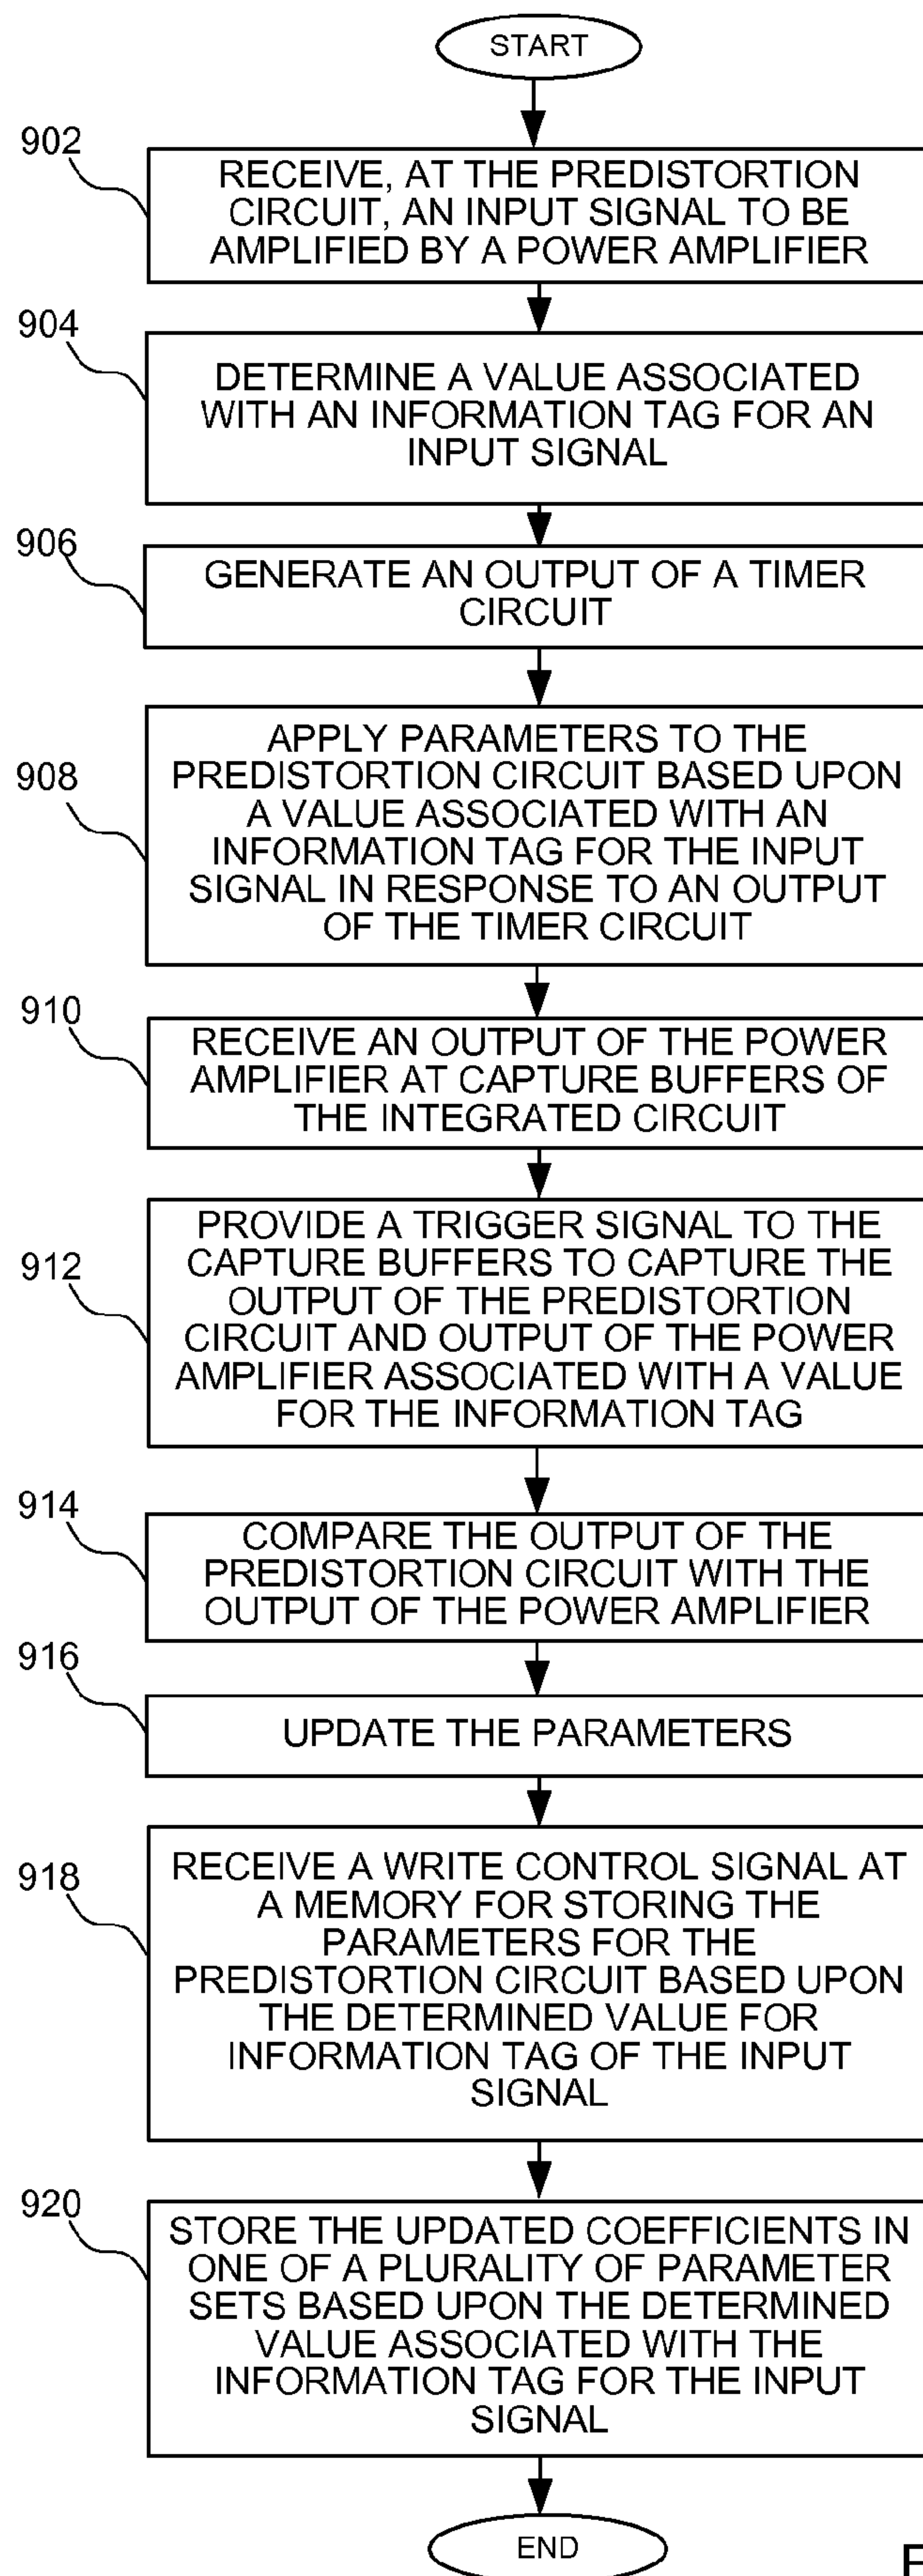 START
902
RECEIVE, AT THE PREDISTORTION
CIRCUIT, AN INPUT SIGNAL TO BE
AMPLIFIED BY A POWER AMPLIFIER
904
DETERMINE A VALUE ASSOCIATED
WITH AN INFORMATION TAG FOR AN
INPUT SIGNAL
906
GENERATE AN OUTPUT OF A TIMER
CIRCUIT
908
APPLY PARAMETERS TO THE
PREDISTORTION CIRCUIT BASED UPON
A VALUE ASSOCIATED WITH AN
INFORMATION TAG FOR THE INPUT
SIGNAL IN RESPONSE TO AN OUTPUT
OF THE TIMER CIRCUIT
910
RECEIVE AN OUTPUT OF THE POWER
AMPLIFIER AT CAPTURE BUFFERS OF
THE INTEGRATED CIRCUIT
912
PROVIDE A TRIGGER SIGNAL TO THE
CAPTURE BUFFERS TO CAPTURE THE
OUTPUT OF THE PREDISTORTION
CIRCUIT AND OUTPUT OF THE POWER
AMPLIFIER ASSOCIATED WITH A VALUE
FOR THE INFORMATION TAG
914
COMPARE THE OUTPUT OF THE
PREDISTORTION CIRCUIT WITH THE
OUTPUT OF THE POWER AMPLIFIER
916
UPDATE THE PARAMETERS
918
RECEIVE A WRITE CONTROL SIGNAL AT
A MEMORY FOR STORING THE
PARAMETERS FOR THE
PREDISTORTION CIRCUIT BASED UPON
THE DETERMINED VALUE FOR
INFORMATION TAG OF THE INPUT
SIGNAL
920
STORE THE UPDATED COEFFICIENTS IN
ONE OF A PLURALITY OF PARAMETER
SETS BASED UPON THE DETERMINED
VALUE ASSOCIATED WITH THE
INFORMATION TAG FOR THE INPUT
SIGNAL
END